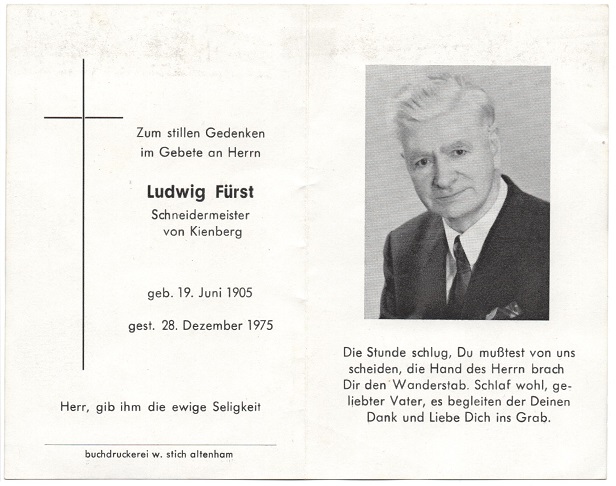 Zum stillen Gedenken
im Gebete an Herrn
Ludwig Fürst
Schneidermeister
von Kienberg
geb. 19. Juni 1905
gest. 28. Dezember 1975
Herr, gib ihm die ewige Seligkeit
buchdruckerei w. stich altenham
Die Stunde schlug, Du mußtest von uns
scheiden, die Hand des Herrn brach
Dir den Wanderstab. Schlaf wohl, ge-
liebter Vater, es begleiten der Deinen
Dank und Liebe Dich ins Grab.